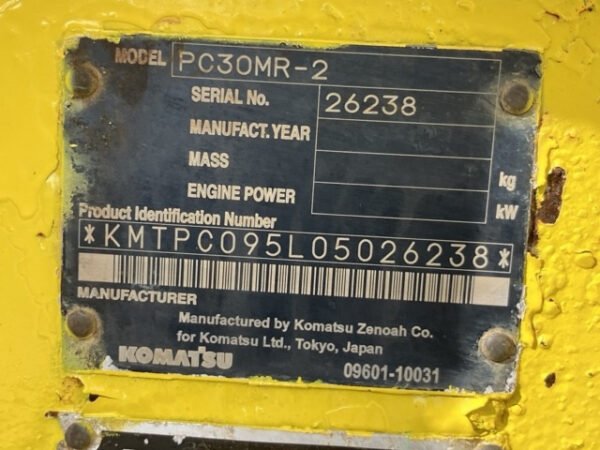 MODEL PC30MR-2
SERIAL No. 26238
MANUFACT. YEAR
MASS kg
ENGINE POWER kW
Product Identification Number
*KMTPC095L05026238*
MANUFACTURER
Manufactured by Komatsu Zenoah Co.
for Komatsu Ltd., Tokyo, Japan
KOMATSU 09601-10031